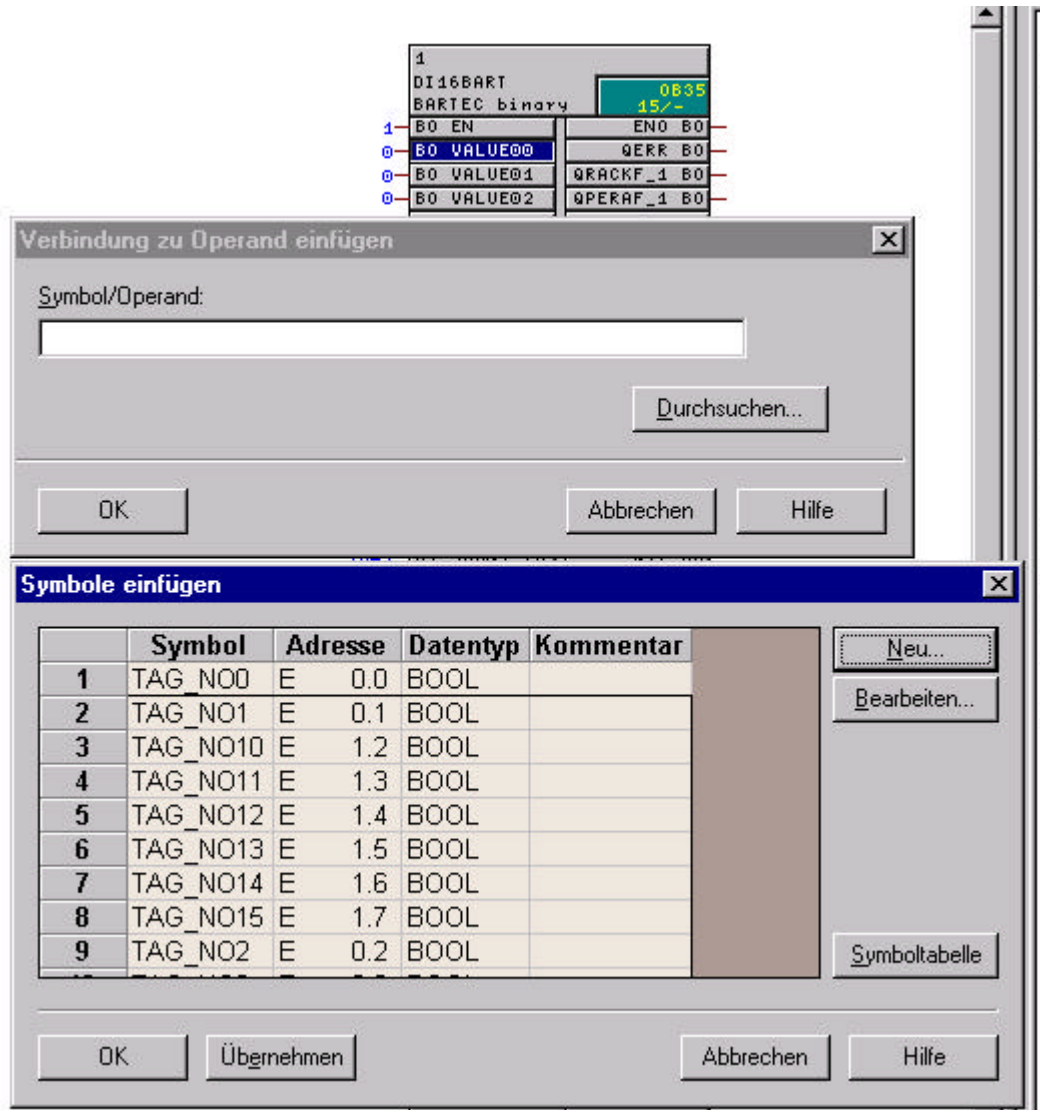 1
DI16BART
BARTEC binary
OB35
15/-
1 BO EN ENO BO
0 BO VALUE00 QERR BO
0 BO VALUE01 QRACKF_1 BO
0 BO VALUE02 QPERAF_1 BO
Verbindung zu Operand einfügen
Symbol/Operand:
Durchsuchen...
OK Abbrechen Hilfe
Symbole einfügen
Symbol Adresse Datentyp Kommentar
1 TAG_NO0 E 0.0 BOOL
2 TAG_NO1 E 0.1 BOOL
3 TAG_NO10 E 1.2 BOOL
4 TAG_NO11 E 1.3 BOOL
5 TAG_NO12 E 1.4 BOOL
6 TAG_NO13 E 1.5 BOOL
7 TAG_NO14 E 1.6 BOOL
8 TAG_NO15 E 1.7 BOOL
9 TAG_NO2 E 0.2 BOOL
Neu...
Bearbeiten...
Symboltabelle
OK Übernehmen Abbrechen Hilfe